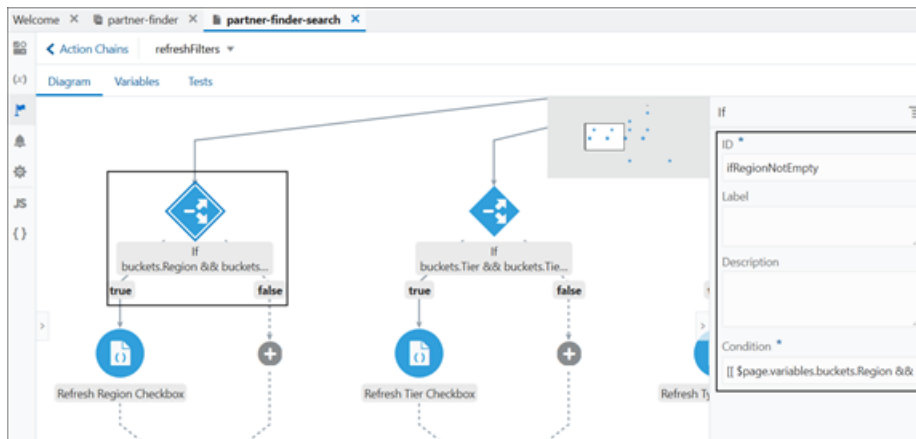 Welcome
partner-finder
partner-finder-search
Action Chains
refreshFilters
(x)
JS
{ }
Diagram
Variables
Tests
If
buckets.Region && buckets...
true
false
Refresh Region Checkbox
If
buckets.Tier && buckets.Tie...
true
false
Refresh Tier Checkbox
Refresh Ty
If
ID *
ifRegionNotEmpty
Label
Description
Condition *
[[ $page.variables.buckets.Region &&